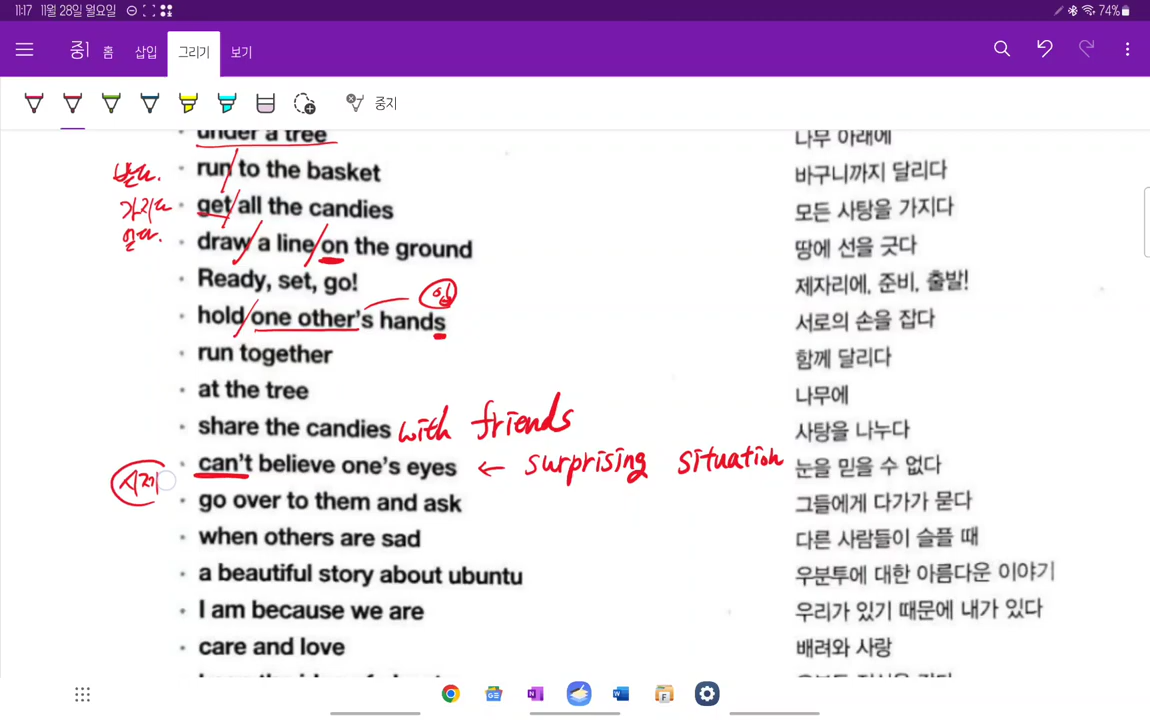 11:17 11월 28일 월요일 74%
중1 홈 삽입 그리기 보기
중지
under a tree 나무 아래에
받다. run to the basket 바구니까지 달리다
가지다 get all the candies 모든 사탕을 가지다
얻다. draw a line on the ground 땅에 선을 긋다
Ready, set, go! 제자리에, 준비, 출발!
hold one other's hands 서로의 손을 잡다
run together 함께 달리다
at the tree 나무에
share the candies with friends 사탕을 나누다
시제 can't believe one's eyes ← surprising situation 눈을 믿을 수 없다
go over to them and ask 그들에게 다가가 묻다
when others are sad 다른 사람들이 슬플 때
a beautiful story about ubuntu 우분투에 대한 아름다운 이야기
I am because we are 우리가 있기 때문에 내가 있다
care and love 배려와 사랑